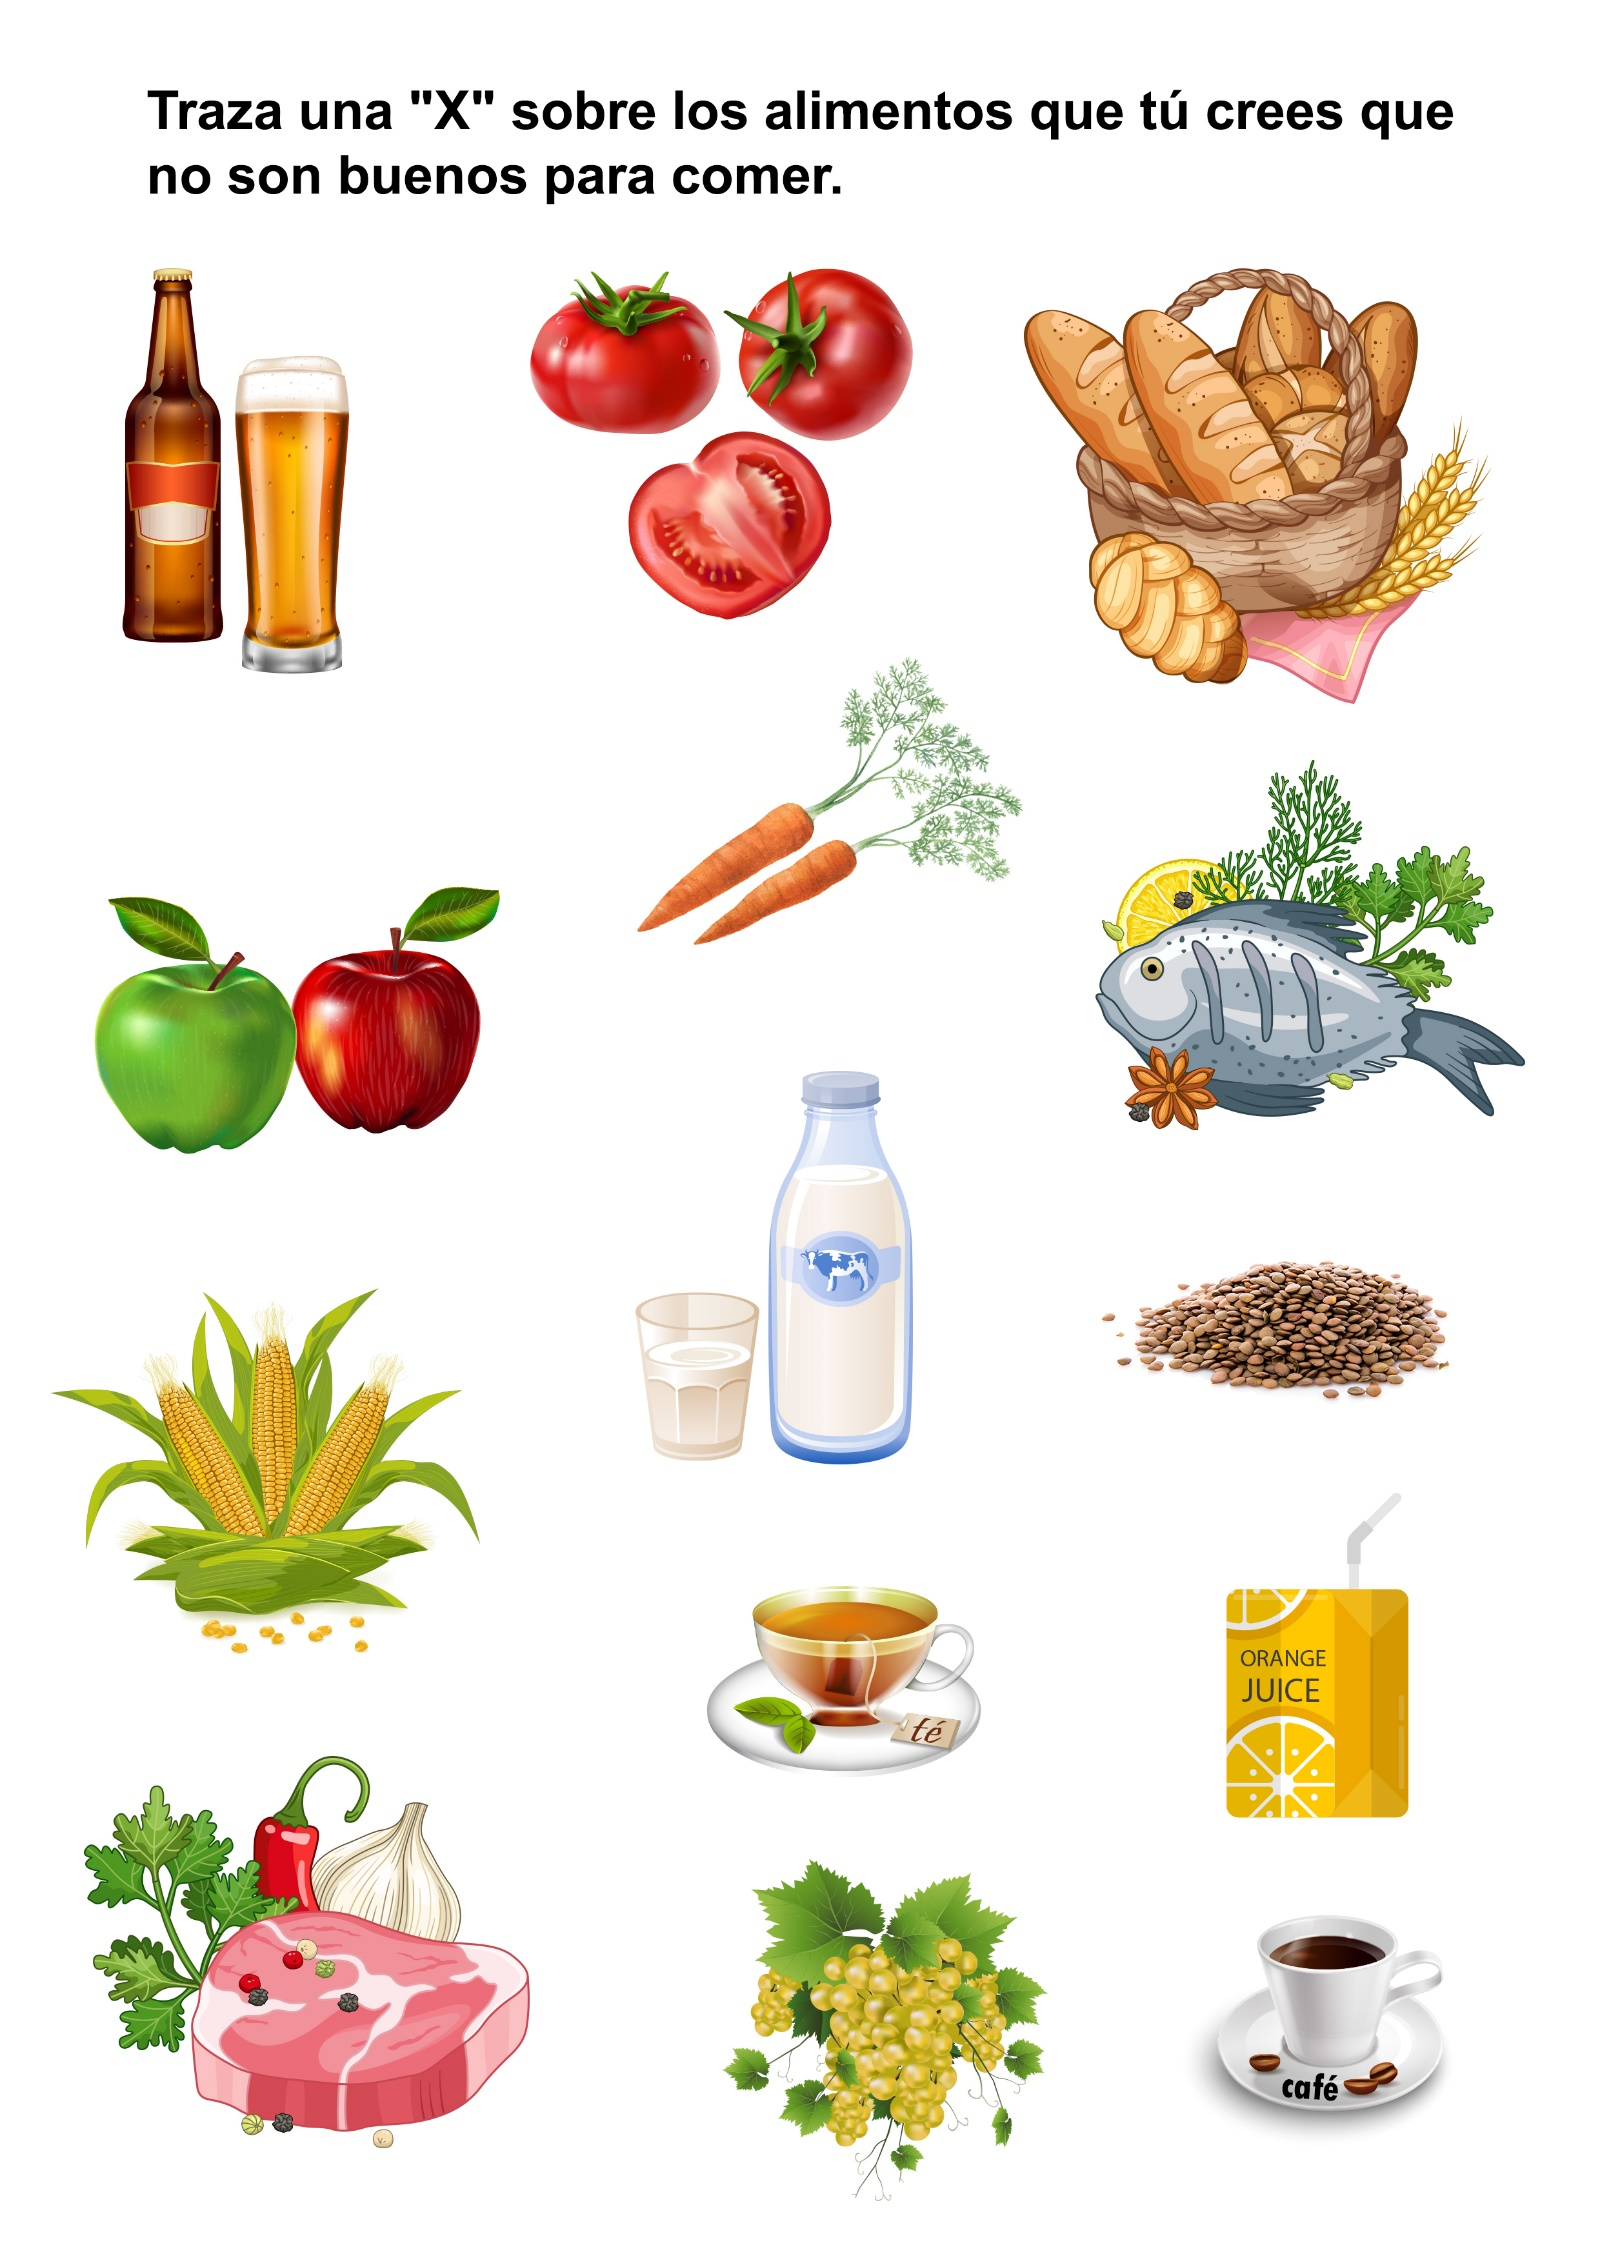 Traza una "X" sobre los alimentos que tú crees que
no son buenos para comer.
té
ORANGE
JUICE
café